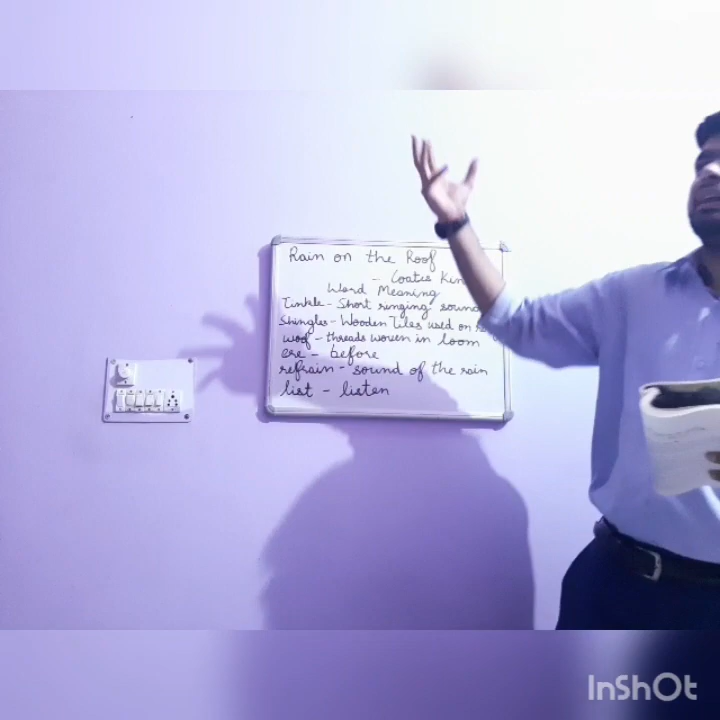 Rain on the Roof
- Coates Kin
Word Meaning
Tinkle - Short ringing sound
Shingles - Wooden Tiles used on
woof - threads woven in loom
ere - before
refrain - sound of the rain
list - listen
InShOt